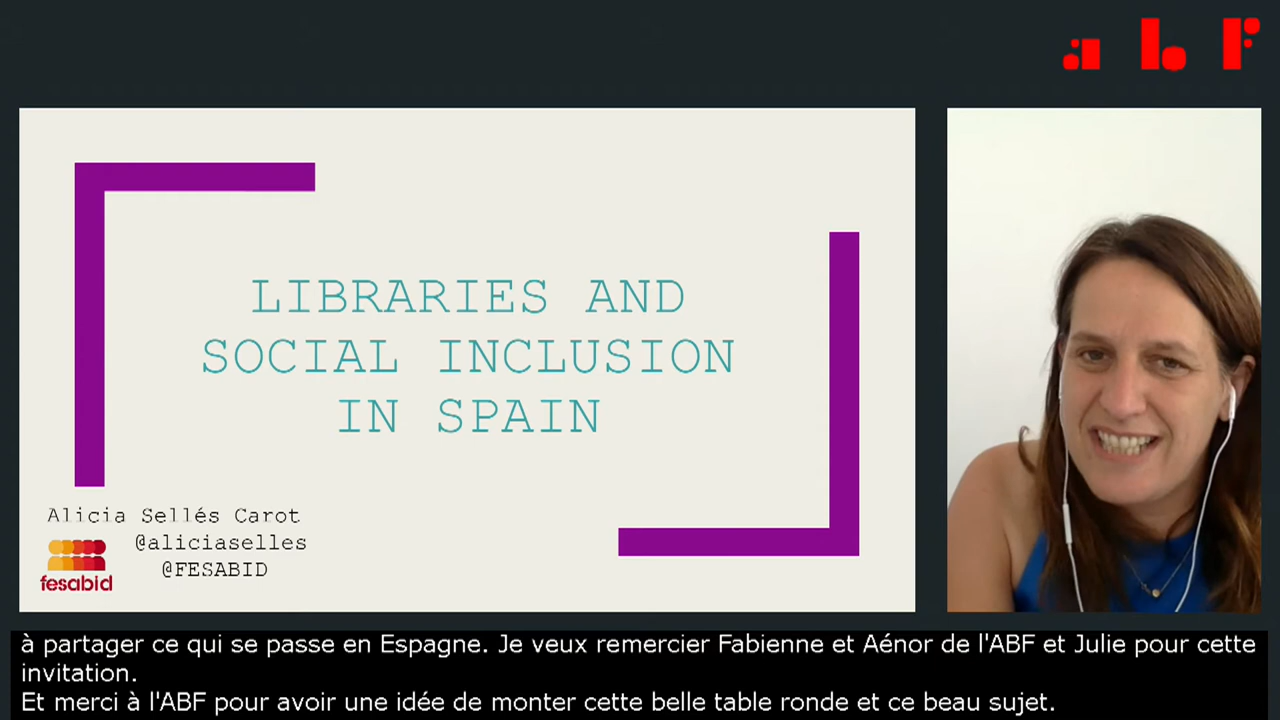 abf
LIBRARIES AND
SOCIAL INCLUSION
IN SPAIN
Alicia Sellés Carot
@aliciaselles
@FESABID
fesabid
à partager ce qui se passe en Espagne. Je veux remercier Fabienne et Aénor de l'ABF et Julie pour cette
invitation.
Et merci à l'ABF pour avoir une idée de monter cette belle table ronde et ce beau sujet.